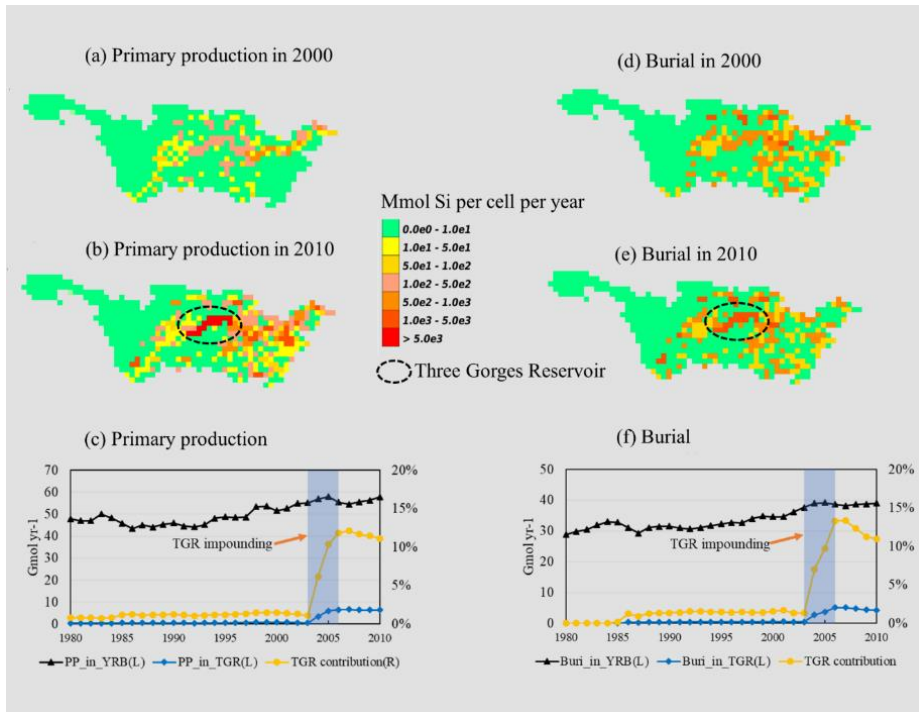 (a) Primary production in 2000
(d) Burial in 2000
Mmol Si per cell per year
0.0e0 - 1.0e1
1.0e1 - 5.0e1
5.0e1 - 1.0e2
1.0e2 - 5.0e2
5.0e2 - 1.0e3
1.0e3 - 5.0e3
> 5.0e3
Three Gorges Reservoir
(b) Primary production in 2010
(e) Burial in 2010
(c) Primary production
70
60
50
40
30
20
10
0
Gmol yr-1
20%
15%
10%
5%
0%
TGR impounding
1980
1985
1990
1995
2000
2005
2010
PP_in_YRB(L)
PP_in_TGR(L)
TGR contribution(R)
(f) Burial
50
40
30
20
10
0
Gmol yr-1
20%
15%
10%
5%
0%
TGR impounding
1980
1985
1990
1995
2000
2005
2010
Buri_in_YRB(L)
Buri_in_TGR(L)
TGR contribution